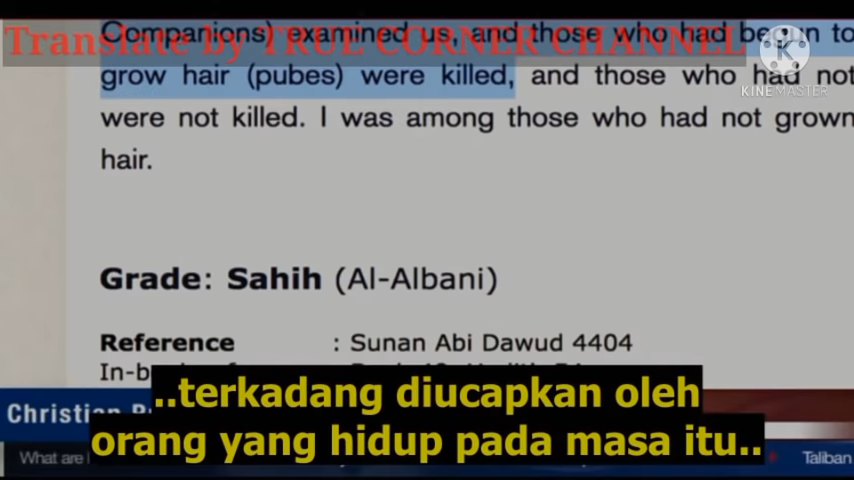 Translate by TRUE CORNER CHANNEL
Companions) examined us, and those who had begun to
KINEMASTER
grow hair (pubes) were killed, and those who had not
were not killed. I was among those who had not grown
hair.
Grade: Sahih (Al-Albani)
Reference : Sunan Abi Dawud 4404
..terkadang diucapkan oleh
Christian
orang yang hidup pada masa itu..
What are
Taliban